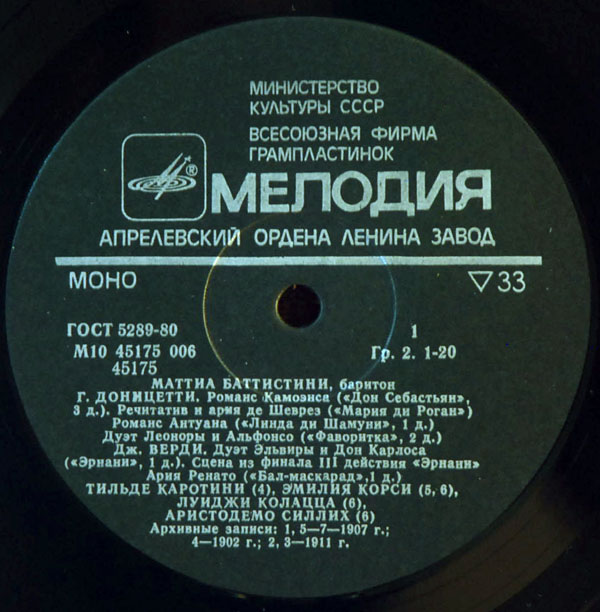 МИНИСТЕРСТВО
КУЛЬТУРЫ СССР
ВСЕСОЮЗНАЯ ФИРМА
ГРАМПЛАСТИНОК
®
МЕЛОДИЯ
АПРЕЛЕВСКИЙ ОРДЕНА ЛЕНИНА ЗАВОД
МОНО ▽33
ГОСТ 5289-80 1
М10 45175 006 Гр. 2. 1-20
45175
МАТТИА БАТТИСТИНИ, баритон
Г. ДОНИЦЕТТИ. Романс Камоэнса («Дон Себастьян»,
3 д.). Речитатив и ария де Шеврез («Мария ди Роган»)
Романс Антуана («Линда ди Шамуни», 1 д.)
Дуэт Леоноры и Альфонсо («Фаворитка», 2 д.)
Дж. ВЕРДИ. Дуэт Эльвиры и Дон Карлоса
(«Эрнани», 1 д.). Сцена из финала III действия «Эрнани»
Ария Ренато («Бал-маскарад»,1 д.)
ТИЛЬДЕ КАРОТИНИ (4), ЭМИЛИЯ КОРСИ (5, 6),
ЛУИДЖИ КОЛАЦЦА (6),
АРИСТОДЕМО СИЛЛИХ (6)
Архивные записи: 1, 5—7—1907 г.;
4—1902 г.; 2, 3—1911 г.